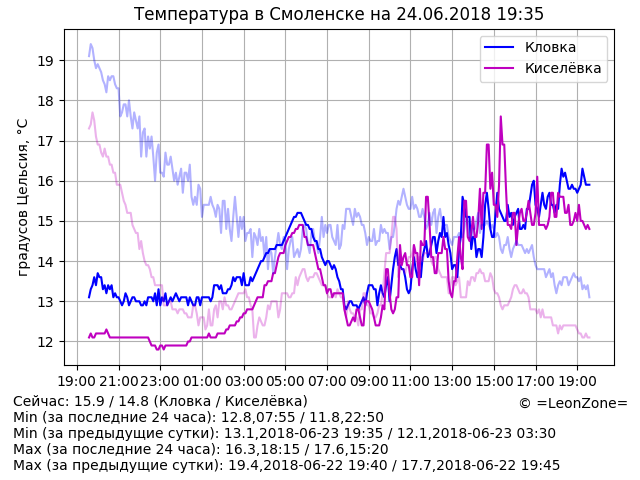 Температура в Смоленске на 24.06.2018 19:35
градусов Цельсия, °C
19
18
17
16
15
14
13
12
Кловка
Киселёвка
19:00 21:00 23:00 01:00 03:00 05:00 07:00 09:00 11:00 13:00 15:00 17:00 19:00
Сейчас: 15.9 / 14.8 (Кловка / Киселёвка)
© =LeonZone=
Min (за последние 24 часа): 12.8,07:55 / 11.8,22:50
Min (за предыдущие сутки): 13.1,2018-06-23 19:35 / 12.1,2018-06-23 03:30
Max (за последние 24 часа): 16.3,18:15 / 17.6,15:20
Max (за предыдущие сутки): 19.4,2018-06-22 19:40 / 17.7,2018-06-22 19:45